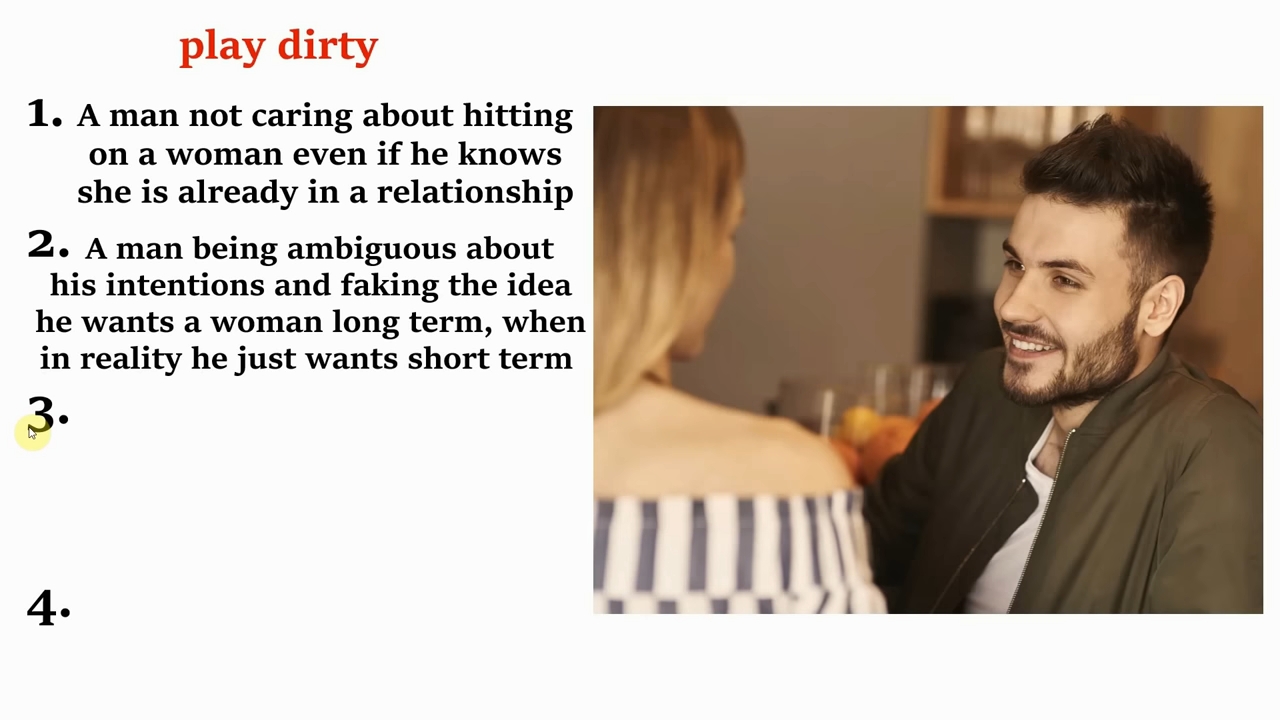 play dirty
1. A man not caring about hitting
on a woman even if he knows
she is already in a relationship
2. A man being ambiguous about
his intentions and faking the idea
he wants a woman long term, when
in reality he just wants short term
3.
4.